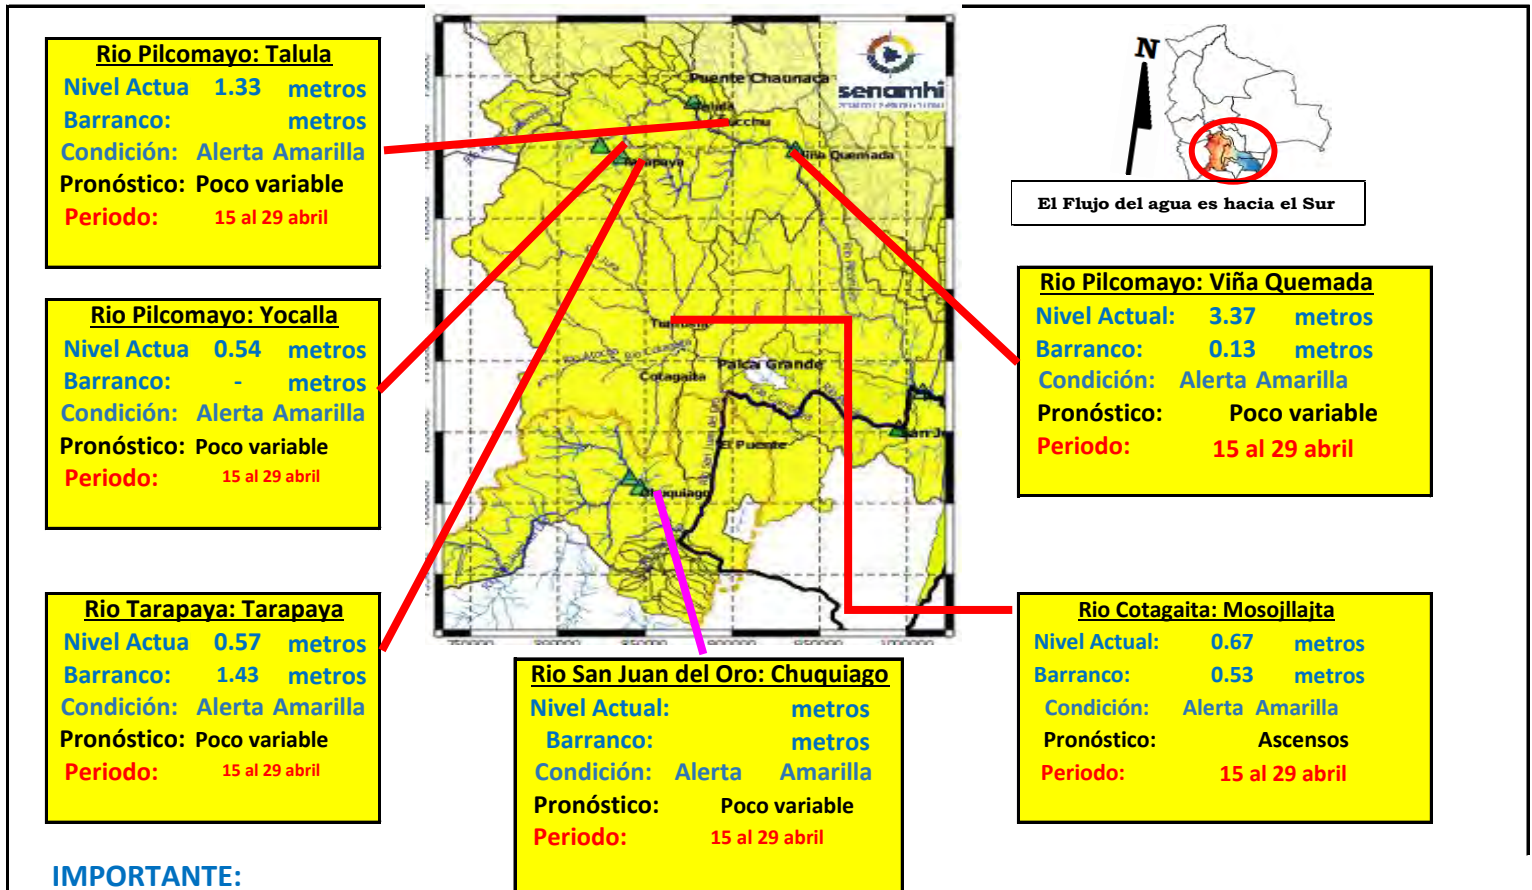 Rio Pilcomayo: Talula
Nivel Actua 1.33 metros
Barranco: metros
Condición: Alerta Amarilla
Pronóstico: Poco variable
Periodo: 15 al 29 abril
Rio Pilcomayo: Yocalla
Nivel Actua 0.54 metros
Barranco: - metros
Condición: Alerta Amarilla
Pronóstico: Poco variable
Periodo: 15 al 29 abril
Rio Tarapaya: Tarapaya
Nivel Actua 0.57 metros
Barranco: 1.43 metros
Condición: Alerta Amarilla
Pronóstico: Poco variable
Periodo: 15 al 29 abril
IMPORTANTE:
Puente Chaunaca
senamhi
Tarapaya
Viña Quemada
Palca Grande
Cotagaita
El Puente
Chuquiago
Rio San Juan del Oro: Chuquiago
Nivel Actual: metros
Barranco: metros
Condición: Alerta Amarilla
Pronóstico: Poco variable
Periodo: 15 al 29 abril
N
El Flujo del agua es hacia el Sur
Rio Pilcomayo: Viña Quemada
Nivel Actual: 3.37 metros
Barranco: 0.13 metros
Condición: Alerta Amarilla
Pronóstico: Poco variable
Periodo: 15 al 29 abril
Rio Cotagaita: Mosojllajta
Nivel Actual: 0.67 metros
Barranco: 0.53 metros
Condición: Alerta Amarilla
Pronóstico: Ascensos
Periodo: 15 al 29 abril